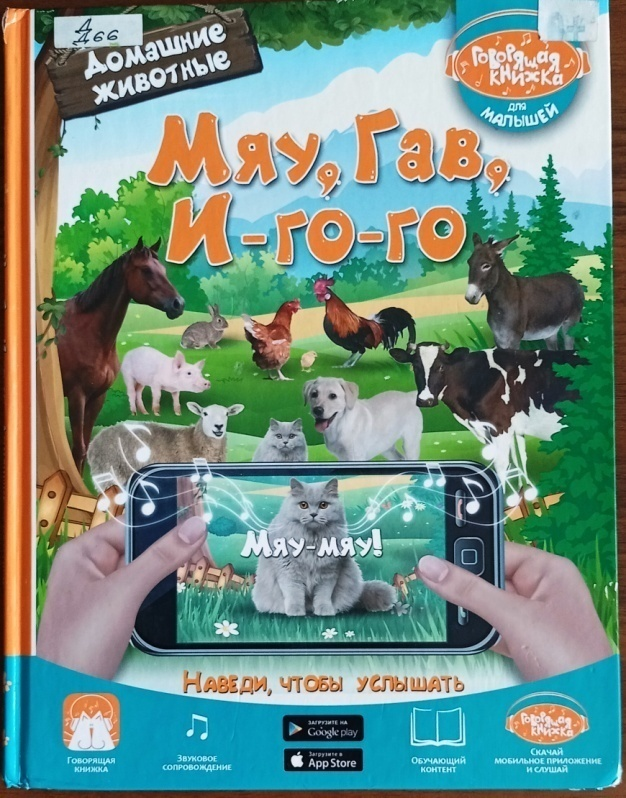 А
Д66
Домашние
животные
Говорящая
книжка
для
малышей
Мяу, Гав,
И-го-го
Мяу-мяу!
Наведи, чтобы услышать
Говорящая
книжка
Звуковое
сопровождение
Загрузите на
Google play
Загрузите в
App Store
Обучающий
контент
Говорящая
книжка
Скачай
мобильное приложение
и слушай